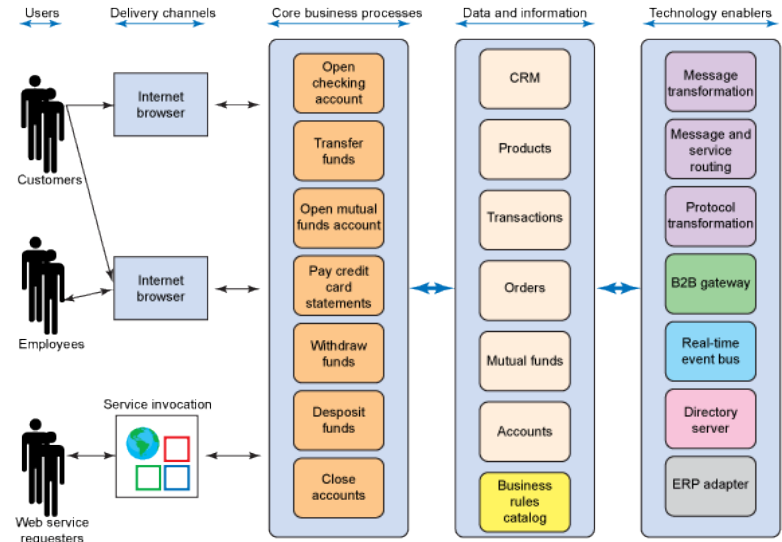 Users
Delivery channels
Core business processes
Data and information
Technology enablers
Customers
Employees
Web service
requesters
Internet
browser
Internet
browser
Service invocation
Open
checking
account
Transfer
funds
Open mutual
funds account
Pay credit
card
statements
Withdraw
funds
Desposit
funds
Close
accounts
CRM
Products
Transactions
Orders
Mutual funds
Accounts
Business
rules
catalog
Message
transformation
Message and
service
routing
Protocol
transformation
B2B gateway
Real-time
event bus
Directory
server
ERP adapter